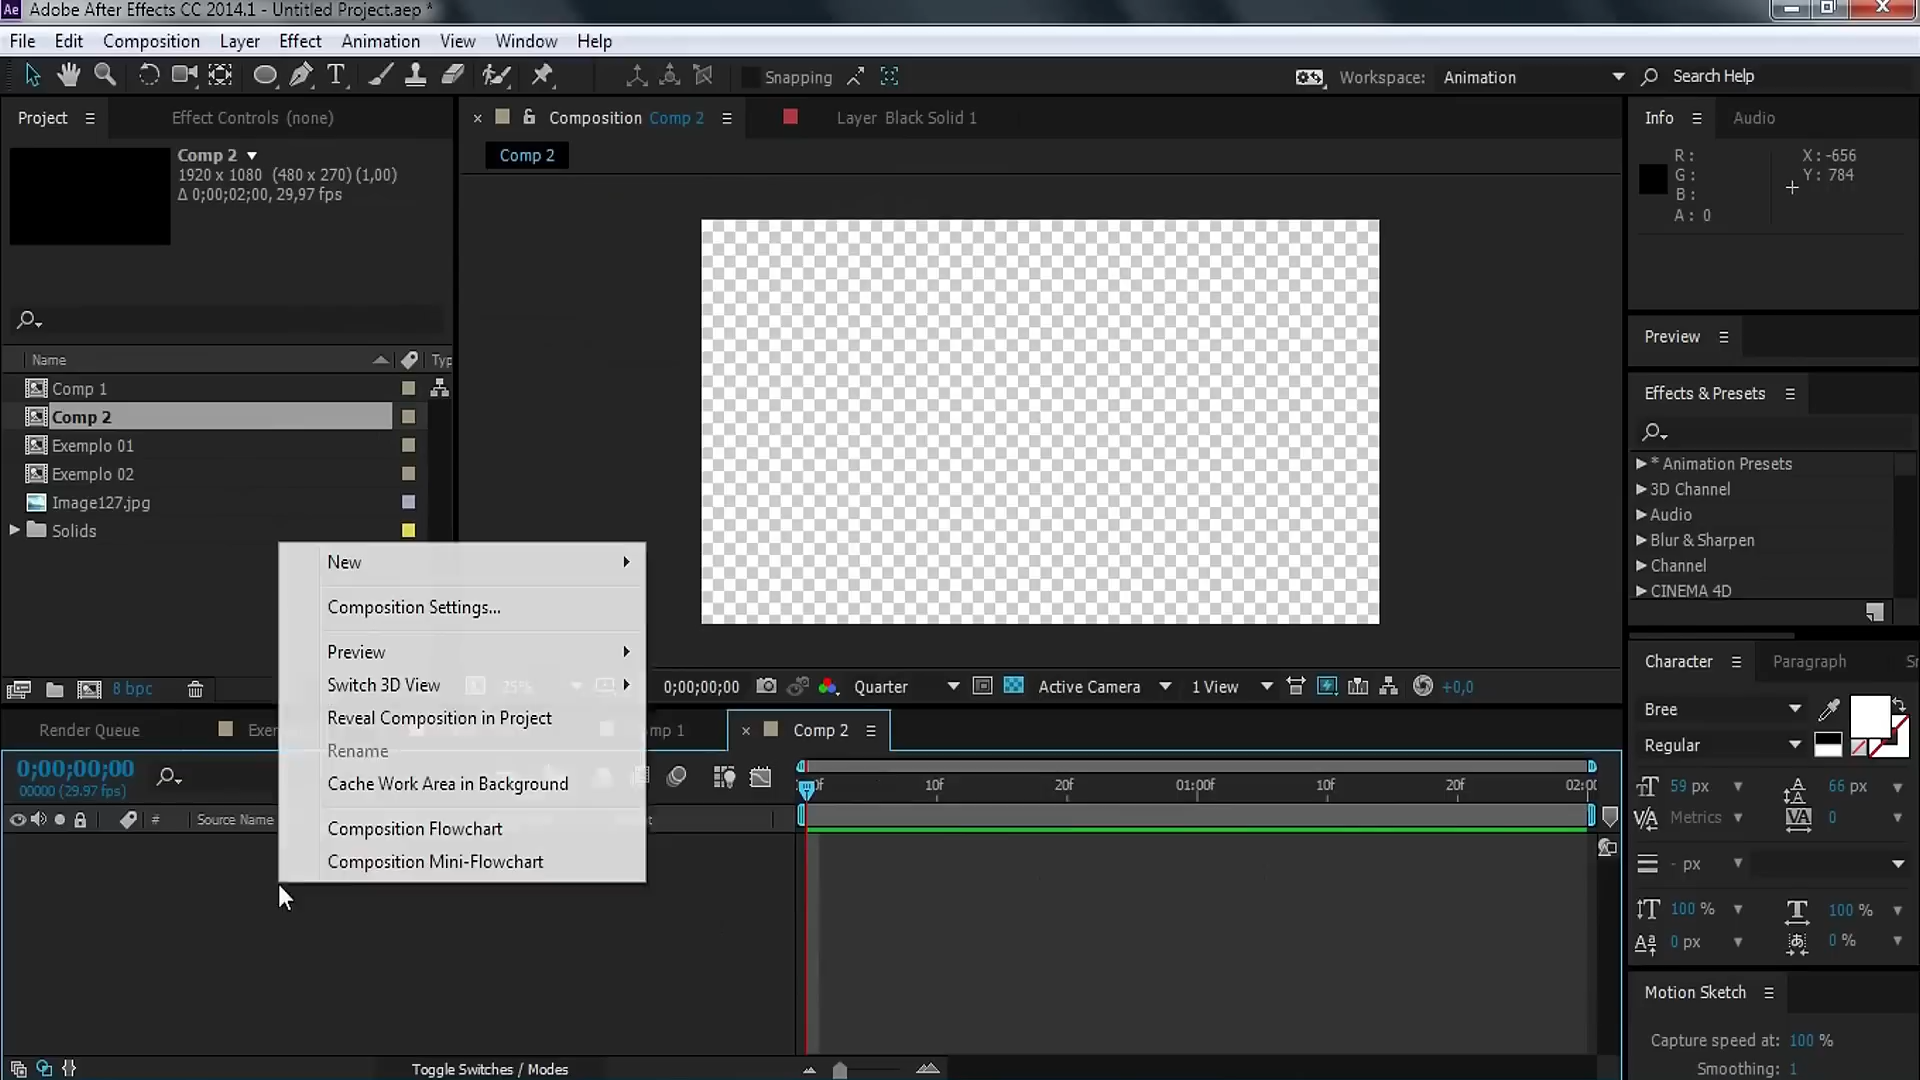 Ae Adobe After Effects CC 2014.1 - Untitled Project.aep *
File Edit Composition Layer Effect Animation View Window Help
T Snapping Workspace: Animation Search Help
Project Effect Controls (none) × Composition Comp 2 Layer Black Solid 1 Info Audio
Comp 2
1920 x 1080 (480 x 270) (1,00)
Δ 0;00;02;00, 29,97 fps
Comp 2
R: X: -656
G: Y: 784
B:
A: 0
Preview
Effects & Presets
Name Typ
Comp 1
Comp 2
Exemplo 01
Exemplo 02
Image127.jpg
Solids
* Animation Presets
3D Channel
Audio
Blur & Sharpen
Channel
CINEMA 4D
New
Composition Settings...
Preview
Switch 3D View
Reveal Composition in Project
Rename
Cache Work Area in Background
Composition Flowchart
Composition Mini-Flowchart
8 bpc 25% 0;00;00;00 Quarter Active Camera 1 View +0,0
Render Queue Exe mp 1 × Comp 2
0;00;00;00
00000 (29.97 fps)
10f 20f 01:00f 10f 20f 02:0
# Source Name
Character Paragraph
Bree
Regular
59 px 66 px
Metrics 0
- px
100 % 100 %
0 px 0 %
Motion Sketch
Capture speed at: 100 %
Smoothing: 1
Toggle Switches / Modes